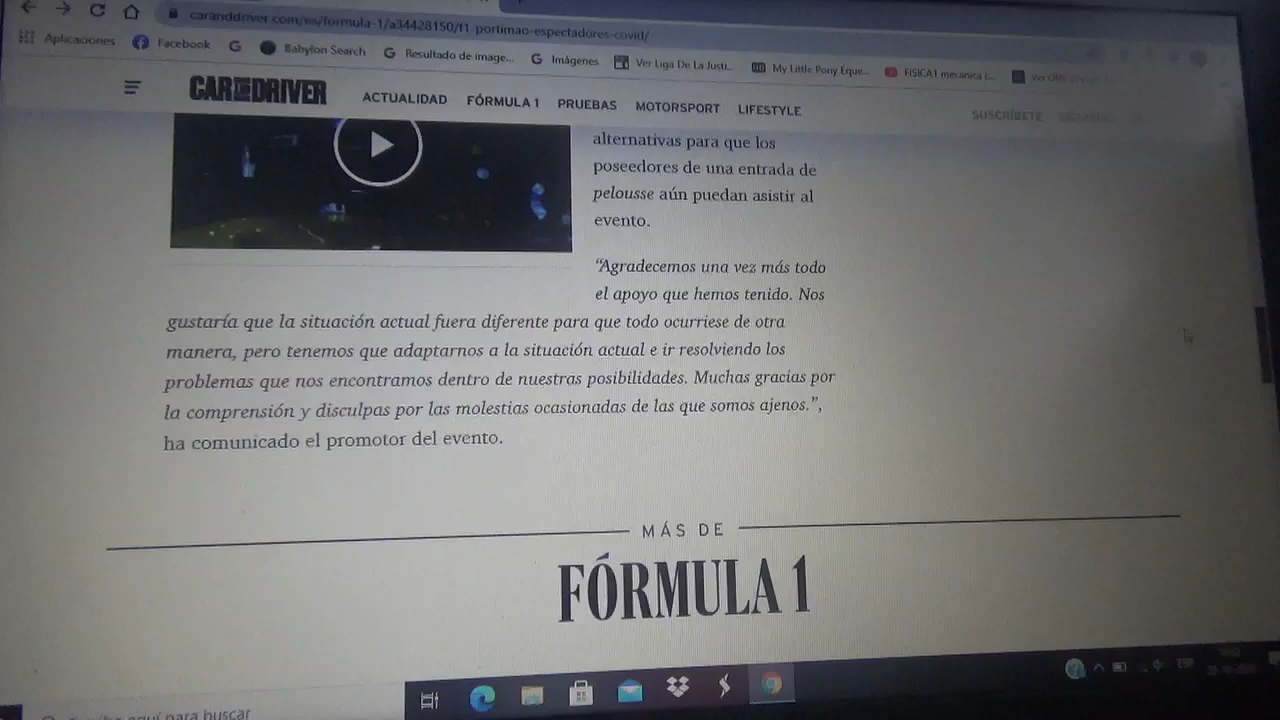 caranddriver.com/es/formula-1/a34428150/f1-portimao-espectadores-covid/
Aplicaciones Facebook Babylon Search Resultado de image... Imágenes Ver Liga De La Justi... My Little Pony Eque... FISICA1 mecanica
CAR AND DRIVER ACTUALIDAD FÓRMULA 1 PRUEBAS MOTORSPORT LIFESTYLE SUSCRÍBETE
alternativas para que los
poseedores de una entrada de
pelousse aún puedan asistir al
evento.
“Agradecemos una vez más todo
el apoyo que hemos tenido. Nos
gustaría que la situación actual fuera diferente para que todo ocurriese de otra
manera, pero tenemos que adaptarnos a la situación actual e ir resolviendo los
problemas que nos encontramos dentro de nuestras posibilidades. Muchas gracias por
la comprensión y disculpas por las molestias ocasionadas de las que somos ajenos.”,
ha comunicado el promotor del evento.
MÁS DE
FÓRMULA 1
aquí para buscar
ESP